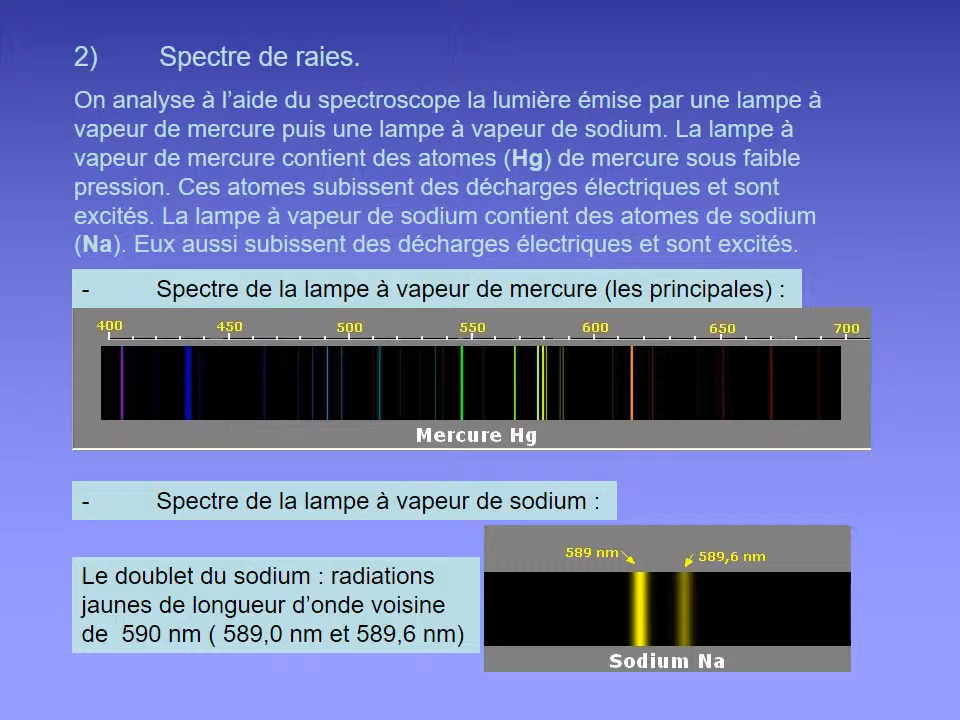 2) Spectre de raies.
On analyse à l’aide du spectroscope la lumière émise par une lampe à
vapeur de mercure puis une lampe à vapeur de sodium. La lampe à
vapeur de mercure contient des atomes (Hg) de mercure sous faible
pression. Ces atomes subissent des décharges électriques et sont
excités. La lampe à vapeur de sodium contient des atomes de sodium
(Na). Eux aussi subissent des décharges électriques et sont excités.
- Spectre de la lampe à vapeur de mercure (les principales) :
400 450 500 550 600 650 700
Mercure Hg
- Spectre de la lampe à vapeur de sodium :
589 nm 589,6 nm
Le doublet du sodium : radiations
jaunes de longueur d’onde voisine
de 590 nm ( 589,0 nm et 589,6 nm)
Sodium Na